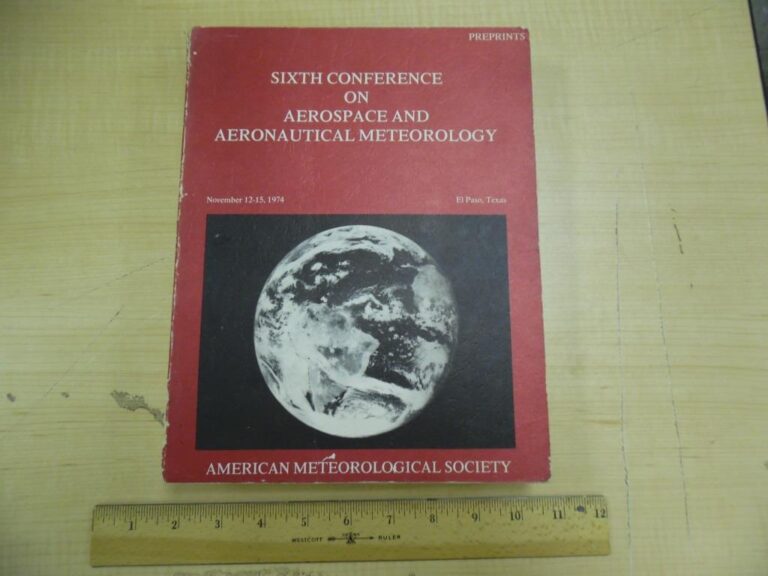 PREPRINTS
SIXTH CONFERENCE
ON
AEROSPACE AND
AERONAUTICAL METEOROLOGY
November 12-15, 1974 El Paso, Texas
AMERICAN METEOROLOGICAL SOCIETY
1 2 3 4 5 6 7 8 9 10 11 12
WESTCOTT RULER